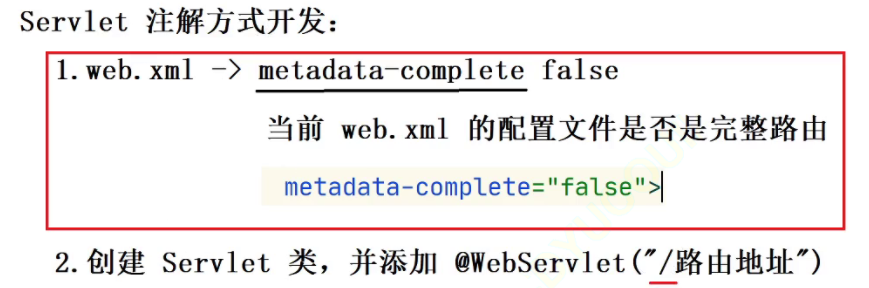 Servlet 注解方式开发：
1.web.xml -> metadata-complete false
当前 web.xml 的配置文件是否是完整路由
metadata-complete="false">
2.创建 Servlet 类，并添加 @WebServlet("/路由地址")